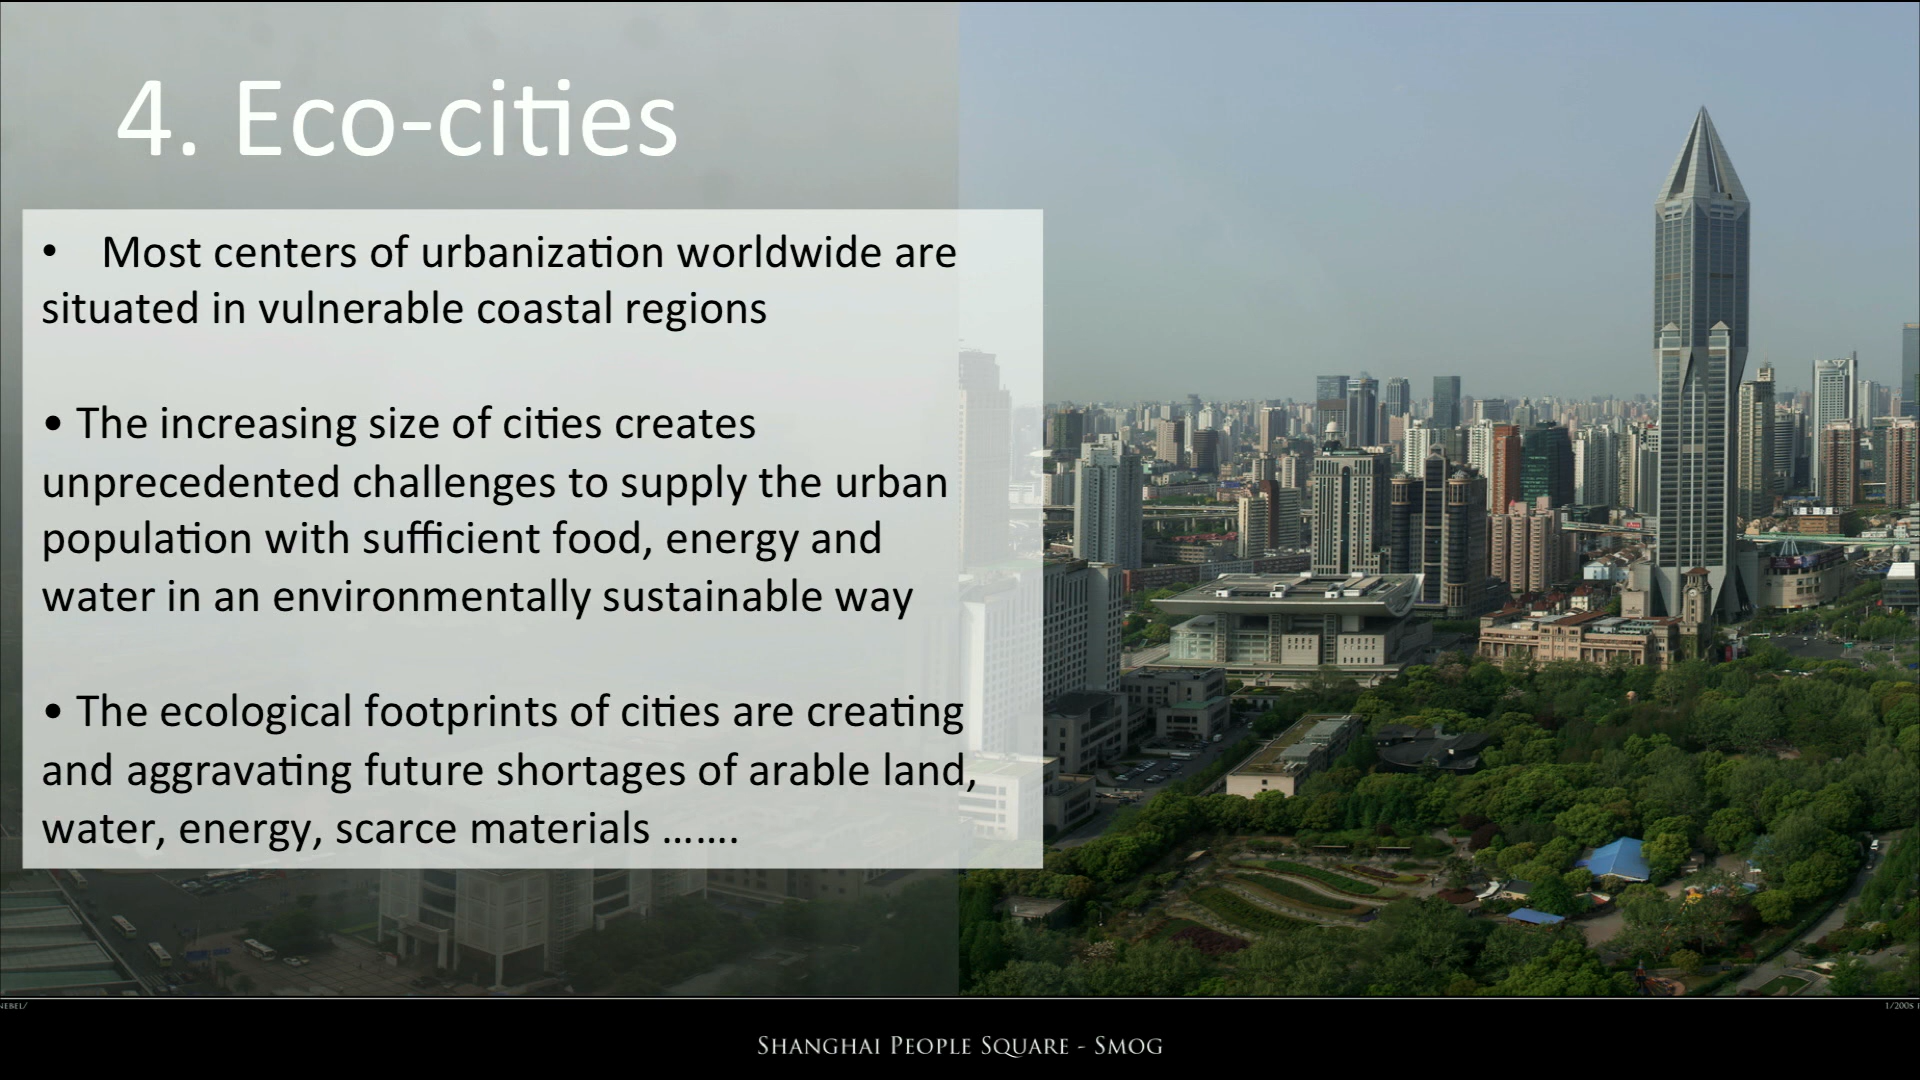 4. Eco-cities
• Most centers of urbanization worldwide are
situated in vulnerable coastal regions
• The increasing size of cities creates
unprecedented challenges to supply the urban
population with sufficient food, energy and
water in an environmentally sustainable way
• The ecological footprints of cities are creating
and aggravating future shortages of arable land,
water, energy, scarce materials …….
NEBEL/
1/200s
SHANGHAI PEOPLE SQUARE - SMOG